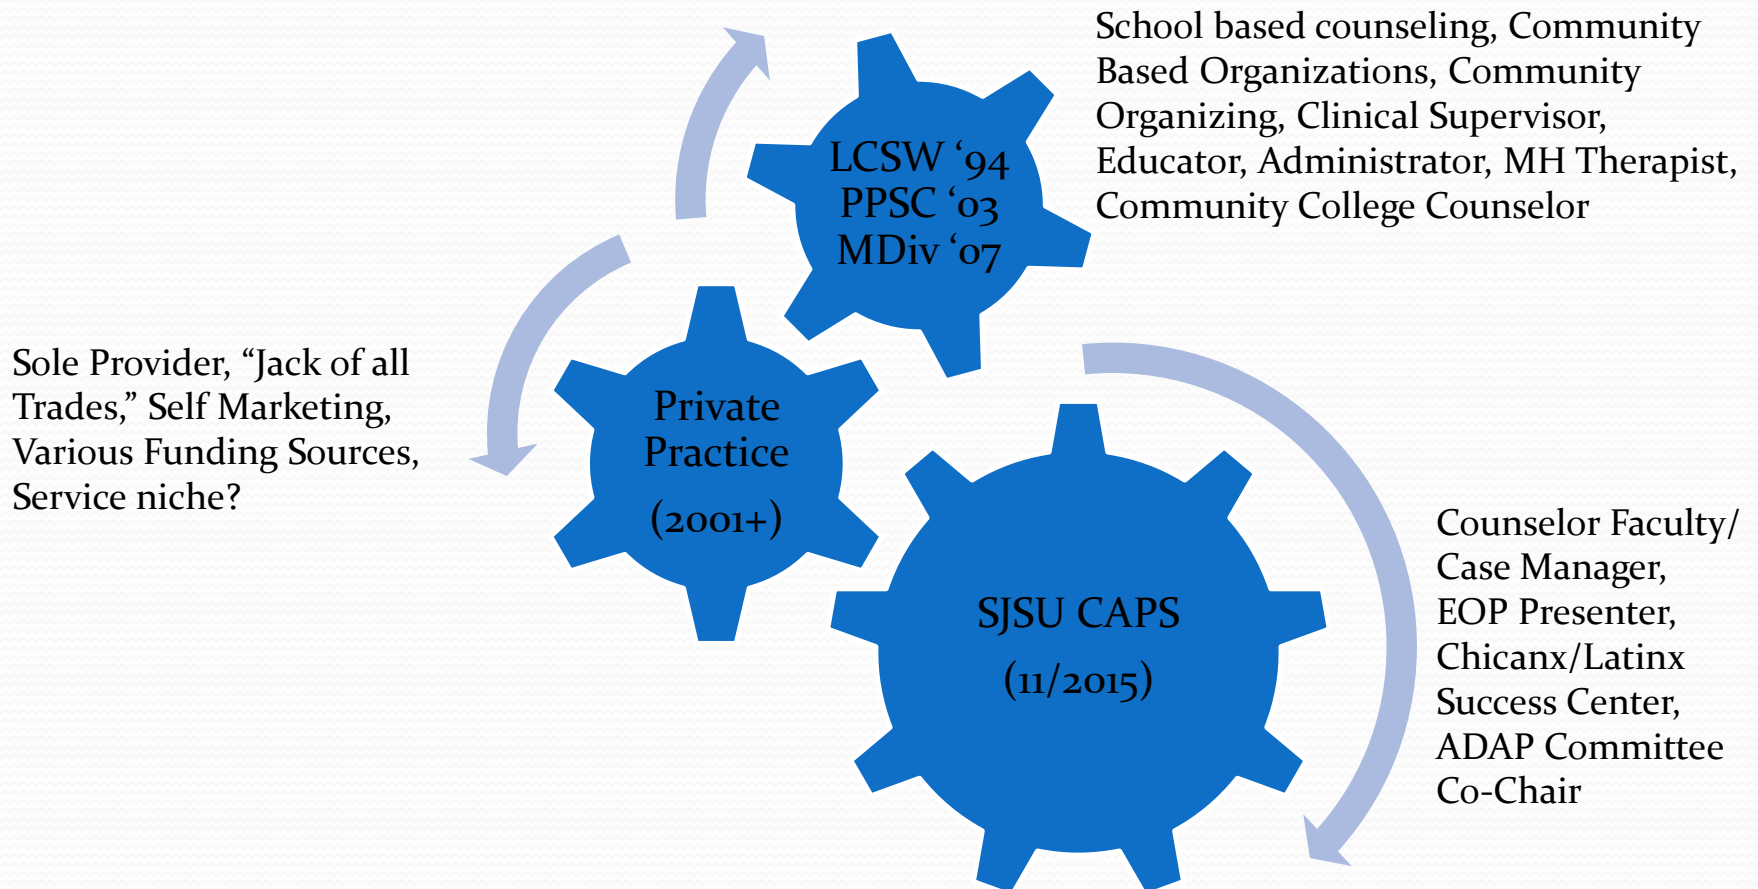 School based counseling, Community
Based Organizations, Community
Organizing, Clinical Supervisor,
Educator, Administrator, MH Therapist,
Community College Counselor
LCSW ‘94
PPSC ‘03
MDiv ‘07
Sole Provider, “Jack of all
Trades,” Self Marketing,
Various Funding Sources,
Service niche?
Private
Practice
(2001+)
SJSU CAPS
(11/2015)
Counselor Faculty/
Case Manager,
EOP Presenter,
Chicanx/Latinx
Success Center,
ADAP Committee
Co-Chair